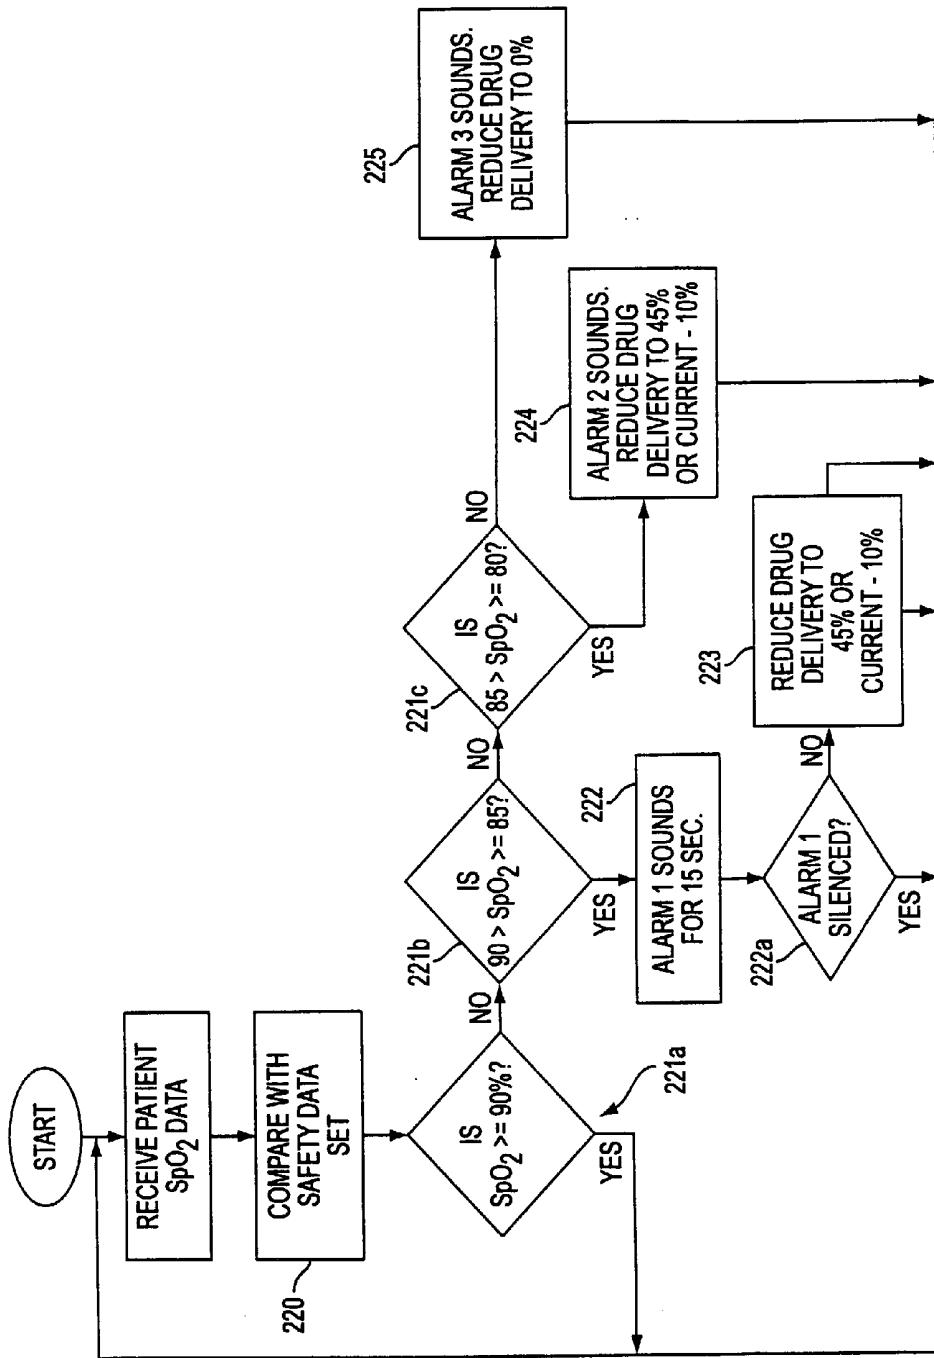 START
RECEIVE PATIENT
SpO2 DATA
220
COMPARE WITH
SAFETY DATA
SET
221a
IS
SpO2 >= 90%?
YES
NO
221b
IS
90 > SpO2 >= 85?
YES
NO
222
ALARM 1 SOUNDS
FOR 15 SEC.
222a
ALARM 1
SILENCED?
YES
NO
223
REDUCE DRUG
DELIVERY TO
45% OR
CURRENT - 10%
221c
IS
85 > SpO2 >= 80?
YES
NO
224
ALARM 2 SOUNDS.
REDUCE DRUG
DELIVERY TO 45%
OR CURRENT - 10%
225
ALARM 3 SOUNDS.
REDUCE DRUG
DELIVERY TO 0%